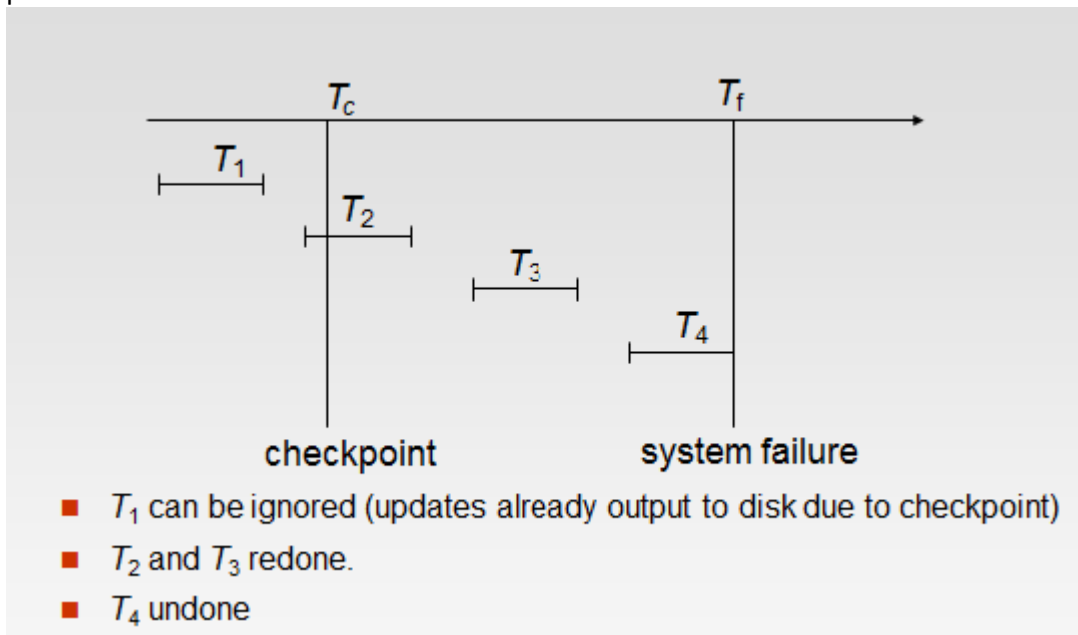 Tc Tf
T1
T2
T3
T4
checkpoint system failure
T1 can be ignored (updates already output to disk due to checkpoint)
T2 and T3 redone.
T4 undone